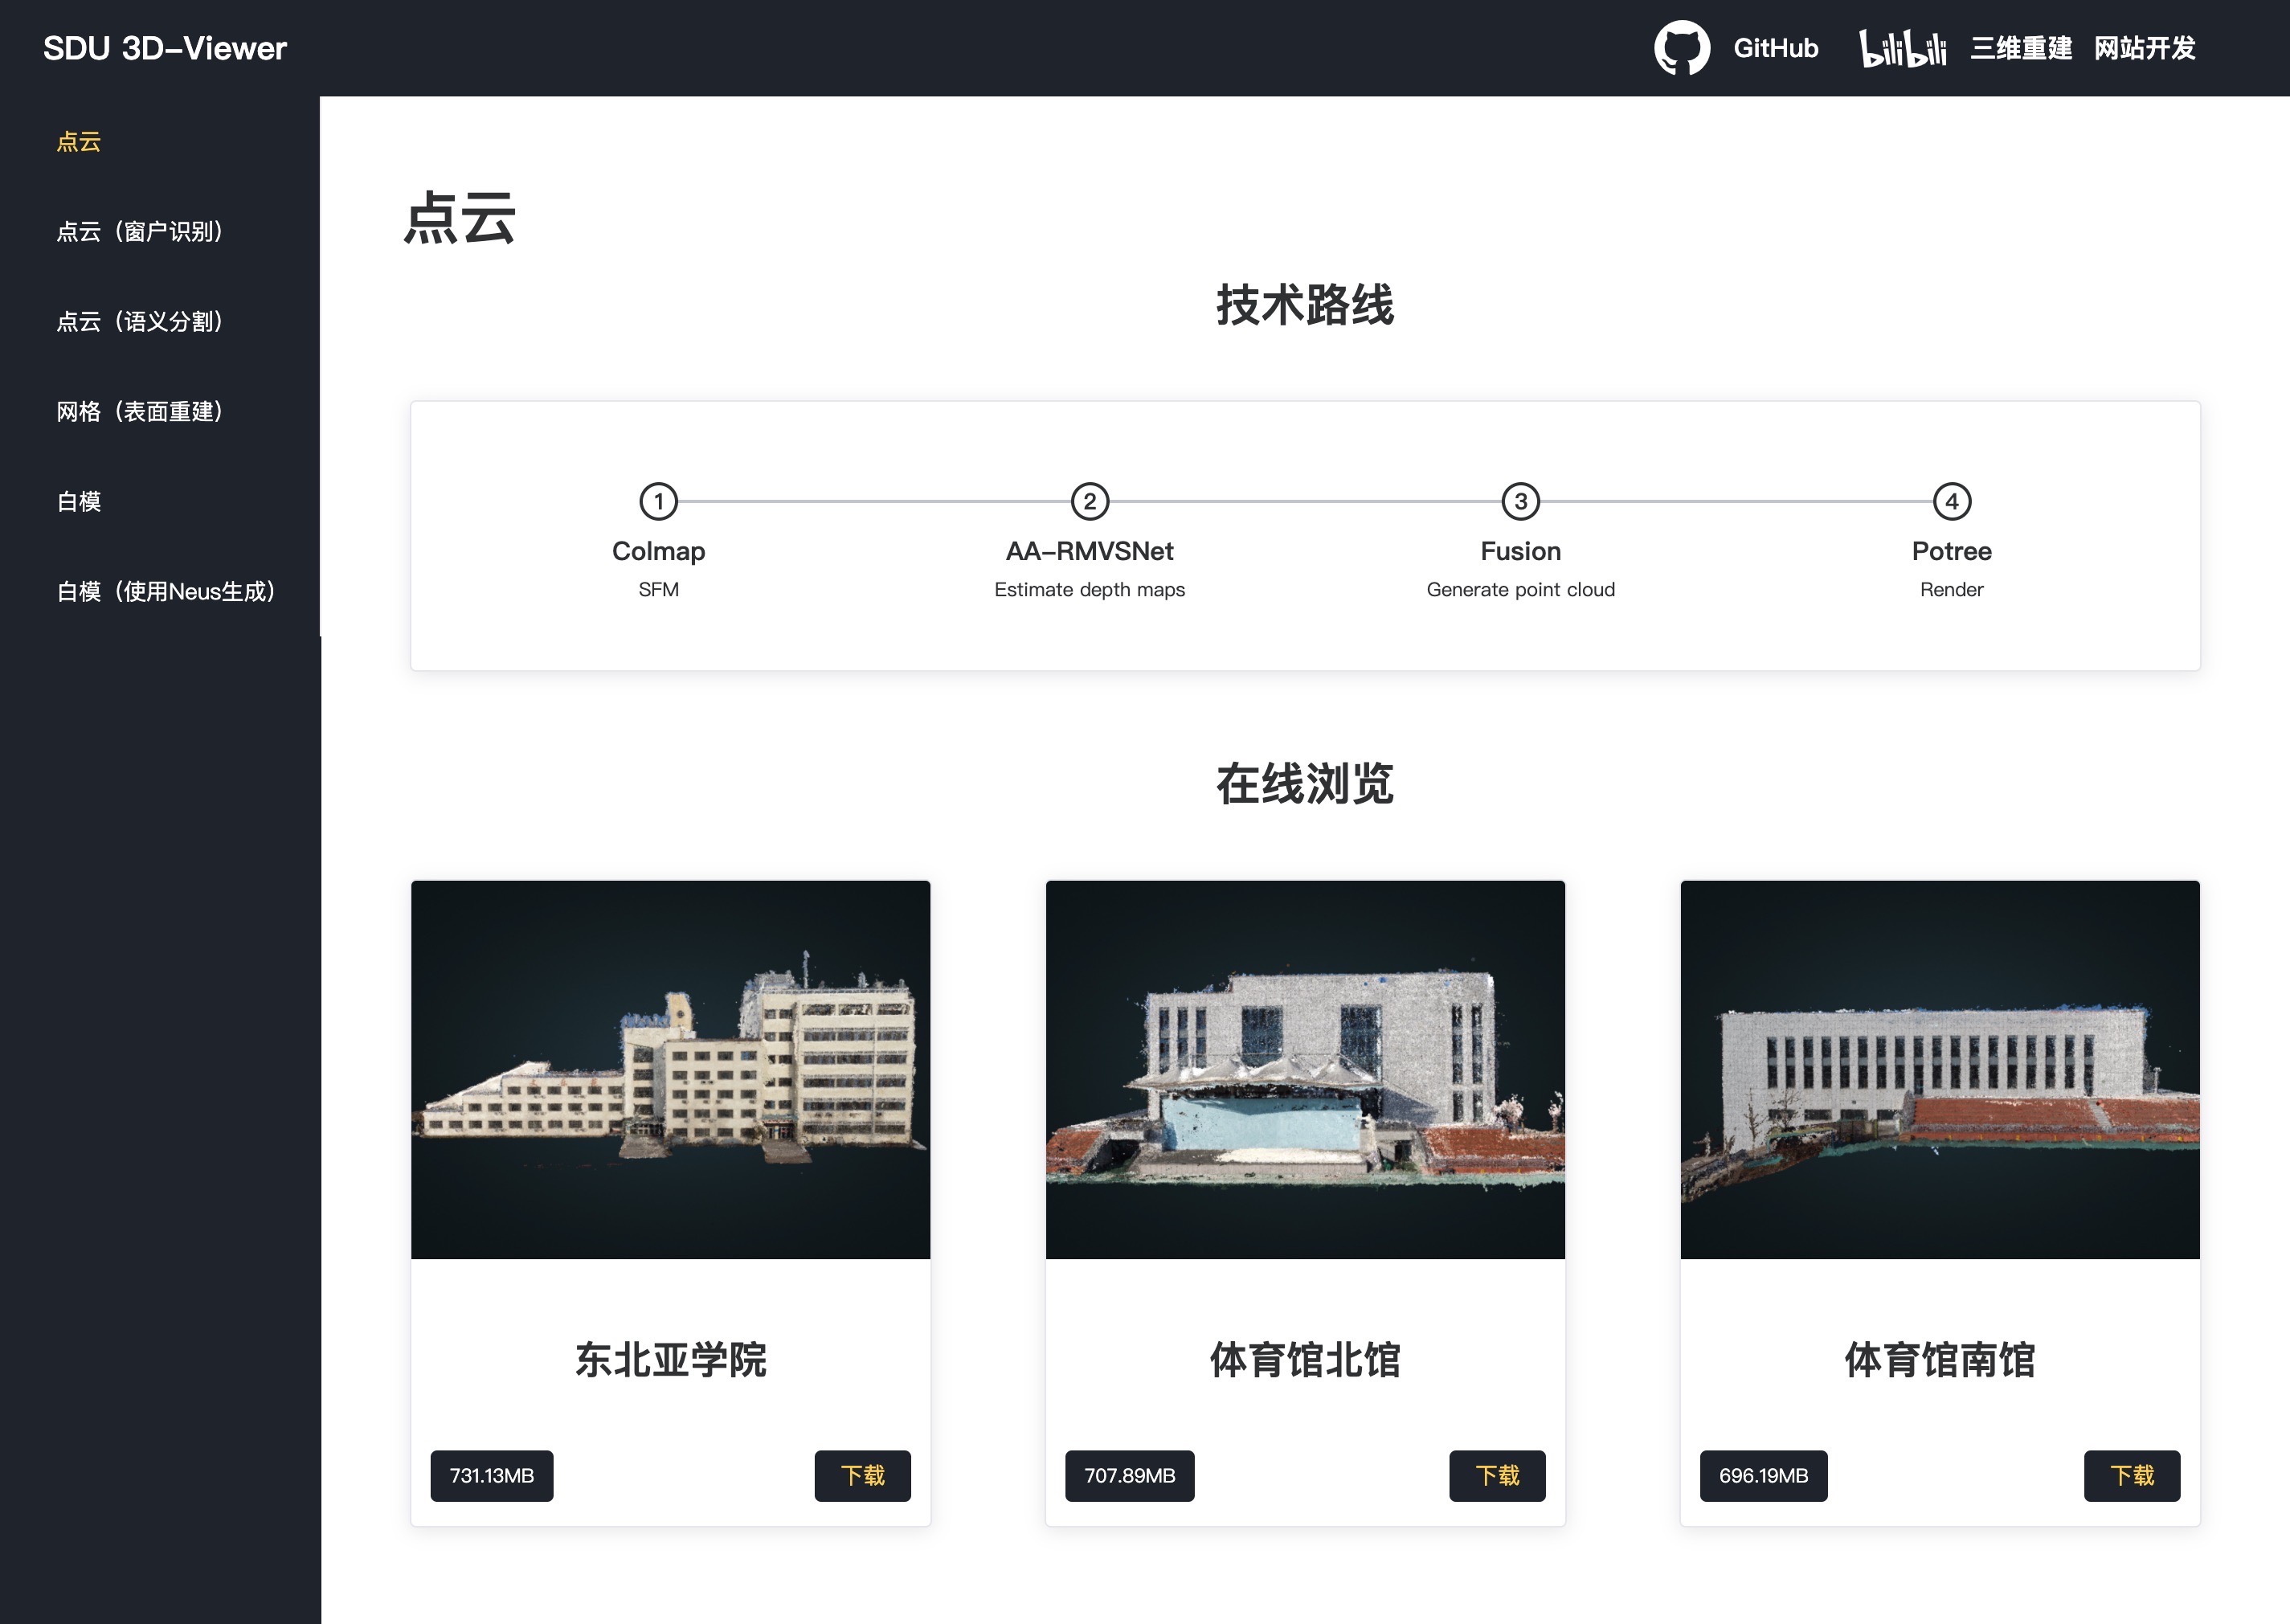 SDU 3D-Viewer
GitHub
bilibili
三维重建
网站开发
点云
点云（窗户识别）
点云（语义分割）
网格（表面重建）
白模
白模（使用Neus生成）
点云
技术路线
1
2
3
4
Colmap
AA-RMVSNet
Fusion
Potree
SFM
Estimate depth maps
Generate point cloud
Render
在线浏览
东北亚学院
体育馆北馆
体育馆南馆
731.13MB
下载
707.89MB
下载
696.19MB
下载